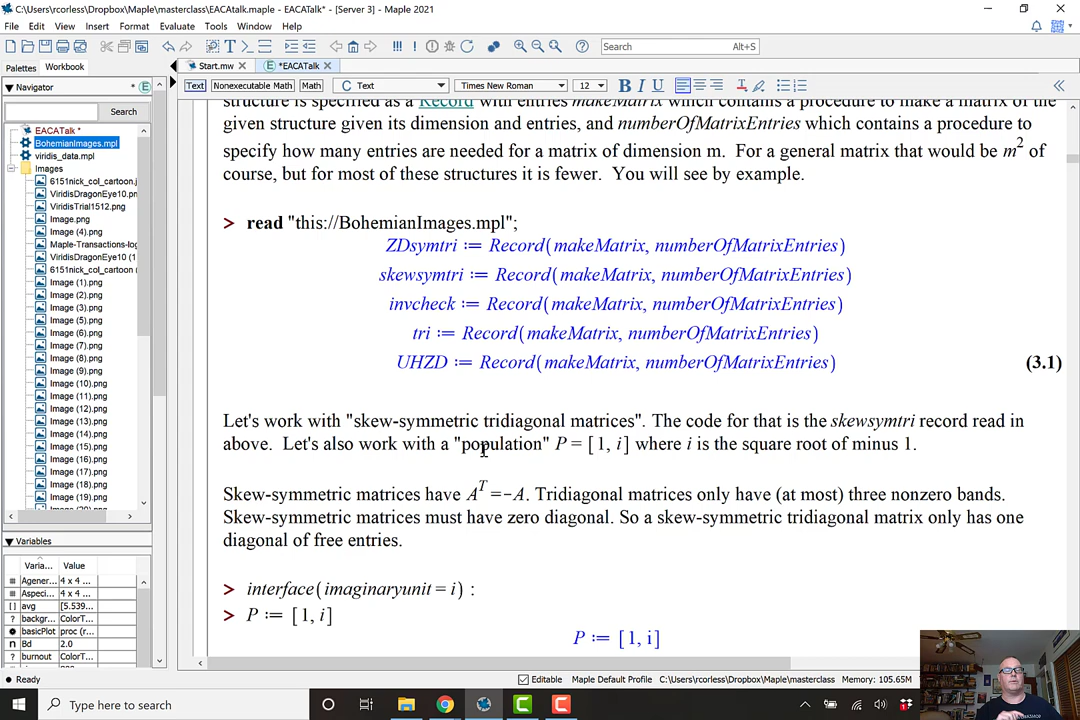 C:\Users\rcorless\Dropbox\Maple\masterclass\EACAtalk.maple - EACATalk* - [Server 3] - Maple 2021
File Edit View Insert Format Evaluate Tools Window Help
Search Alt+S
Palettes Workbook
Start.mw *EACATalk
Text Nonexecutable Math Math C Text Times New Roman 12 B I U
Navigator
Search
EACATalk *
BohemianImages.mpl
viridis_data.mpl
Images
6151nick_col_cartoon.j
ViridisDragonEye10.pn
ViridisTrial1512.png
Image.png
Image (4).png
Maple-Transactions-log
ViridisDragonEye10 (1
6151nick_col_cartoon (
Image (1).png
Image (2).png
Image (3).png
Image (5).png
Image (6).png
Image (7).png
Image (8).png
Image (9).png
Image (10).png
Image (11).png
Image (12).png
Image (13).png
Image (14).png
Image (15).png
Image (16).png
Image (17).png
Image (18).png
Image (19).png
Variables
Varia... Value
Agener... 4 x 4 ...
Aspeci... 4 x 4 ...
avg [5.539...
backgr... ColorT...
basicPlot proc (r...
Bd 2.0
burnout ColorT...
structure is specified as a Record with entries makeMatrix which contains a procedure to make a matrix of the
given structure given its dimension and entries, and numberOfMatrixEntries which contains a procedure to
specify how many entries are needed for a matrix of dimension m. For a general matrix that would be m² of
course, but for most of these structures it is fewer. You will see by example.
> read "this://BohemianImages.mpl";
ZDsymtri := Record(makeMatrix, numberOfMatrixEntries)
skewsymtri := Record(makeMatrix, numberOfMatrixEntries)
invcheck := Record(makeMatrix, numberOfMatrixEntries)
tri := Record(makeMatrix, numberOfMatrixEntries)
UHZD := Record(makeMatrix, numberOfMatrixEntries) (3.1)
Let's work with "skew-symmetric tridiagonal matrices". The code for that is the skewsymtri record read in
above. Let's also work with a "population" P = [1, i] where i is the square root of minus 1.
Skew-symmetric matrices have Aᵀ =−A. Tridiagonal matrices only have (at most) three nonzero bands.
Skew-symmetric matrices must have zero diagonal. So a skew-symmetric tridiagonal matrix only has one
diagonal of free entries.
> interface(imaginaryunit = i) :
> P := [1, i]
P := [1, i]
Ready Editable Maple Default Profile C:\Users\rcorless\Dropbox\Maple\masterclass Memory: 105.65M
Type here to search